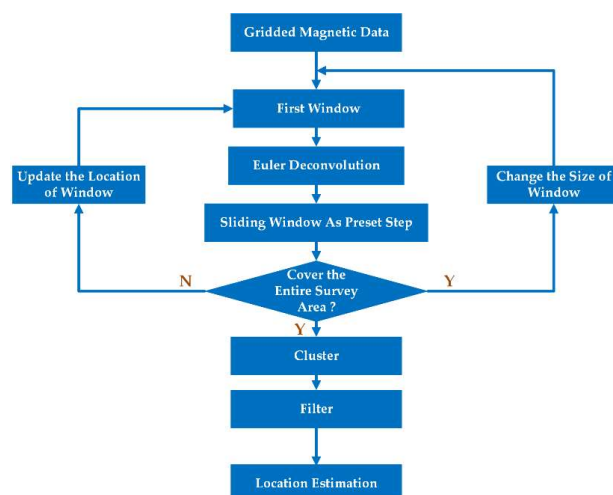 Gridded Magnetic Data
First Window
Euler Deconvolution
Update the Location
of Window
Change the Size of
Window
Sliding Window As Preset Step
Cover the
Entire Survey
Area ?
N
Y
Y
Cluster
Filter
Location Estimation